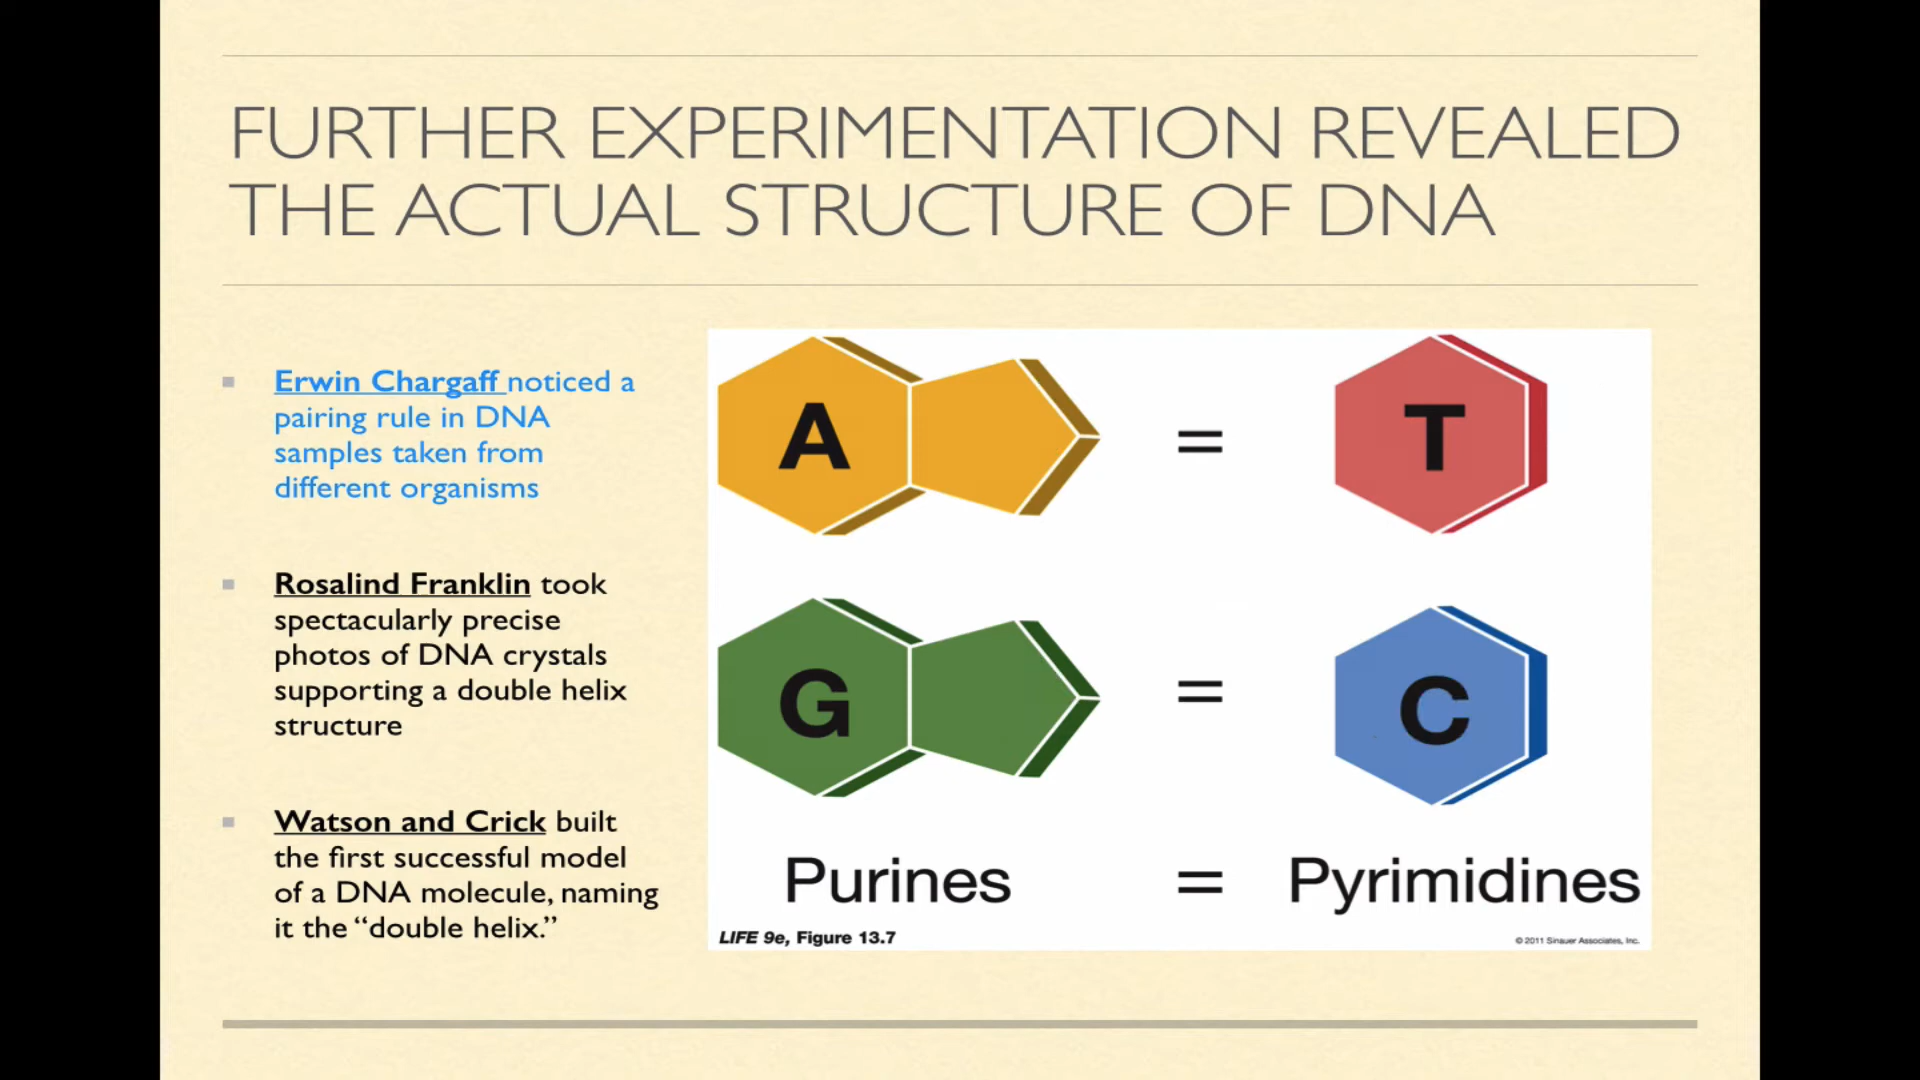 FURTHER EXPERIMENTATION REVEALED
THE ACTUAL STRUCTURE OF DNA
Erwin Chargaff noticed a
pairing rule in DNA
samples taken from
different organisms
Rosalind Franklin took
spectacularly precise
photos of DNA crystals
supporting a double helix
structure
Watson and Crick built
the first successful model
of a DNA molecule, naming
it the “double helix.”
A = T
G = C
Purines = Pyrimidines
LIFE 9e, Figure 13.7
© 2011 Sinauer Associates, Inc.